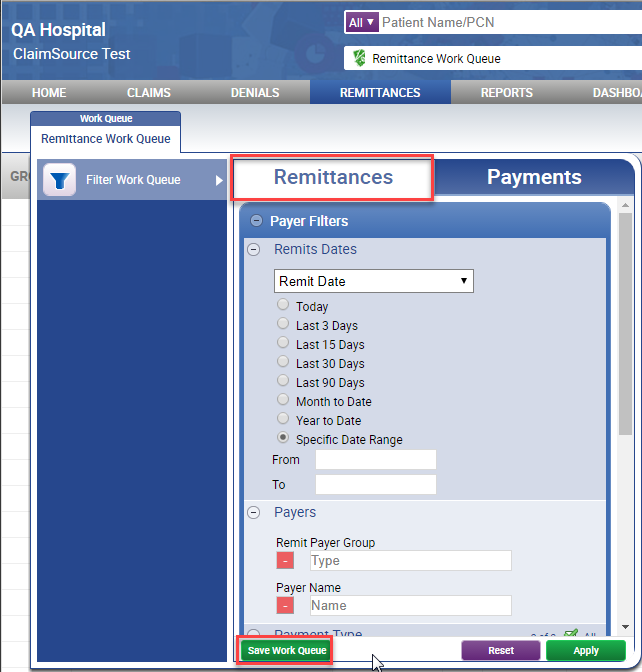 QA Hospital
ClaimSource Test
All ▼ Patient Name/PCN
Remittance Work Queue
HOME CLAIMS DENIALS REMITTANCES REPORTS DASHBOA
Work Queue
Remittance Work Queue
GR
Filter Work Queue
Remittances Payments
Payer Filters
Remits Dates
Remit Date
Today
Last 3 Days
Last 15 Days
Last 30 Days
Last 90 Days
Month to Date
Year to Date
Specific Date Range
From
To
Payers
Remit Payer Group
- Type
Payer Name
- Name
Payment Type All
Save Work Queue Reset Apply